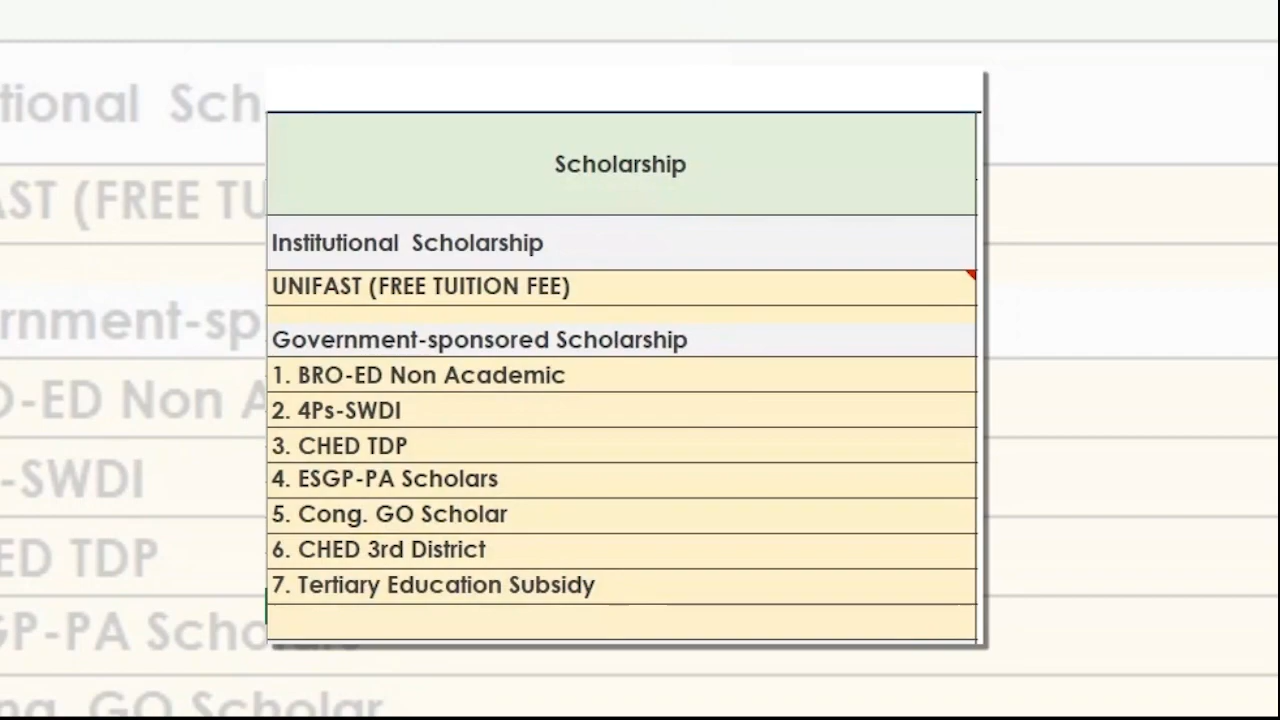 Scholarship
Institutional Scholarship
UNIFAST (FREE TUITION FEE)
Government-sponsored Scholarship
1. BRO-ED Non Academic
2. 4Ps-SWDI
3. CHED TDP
4. ESGP-PA Scholars
5. Cong. GO Scholar
6. CHED 3rd District
7. Tertiary Education Subsidy